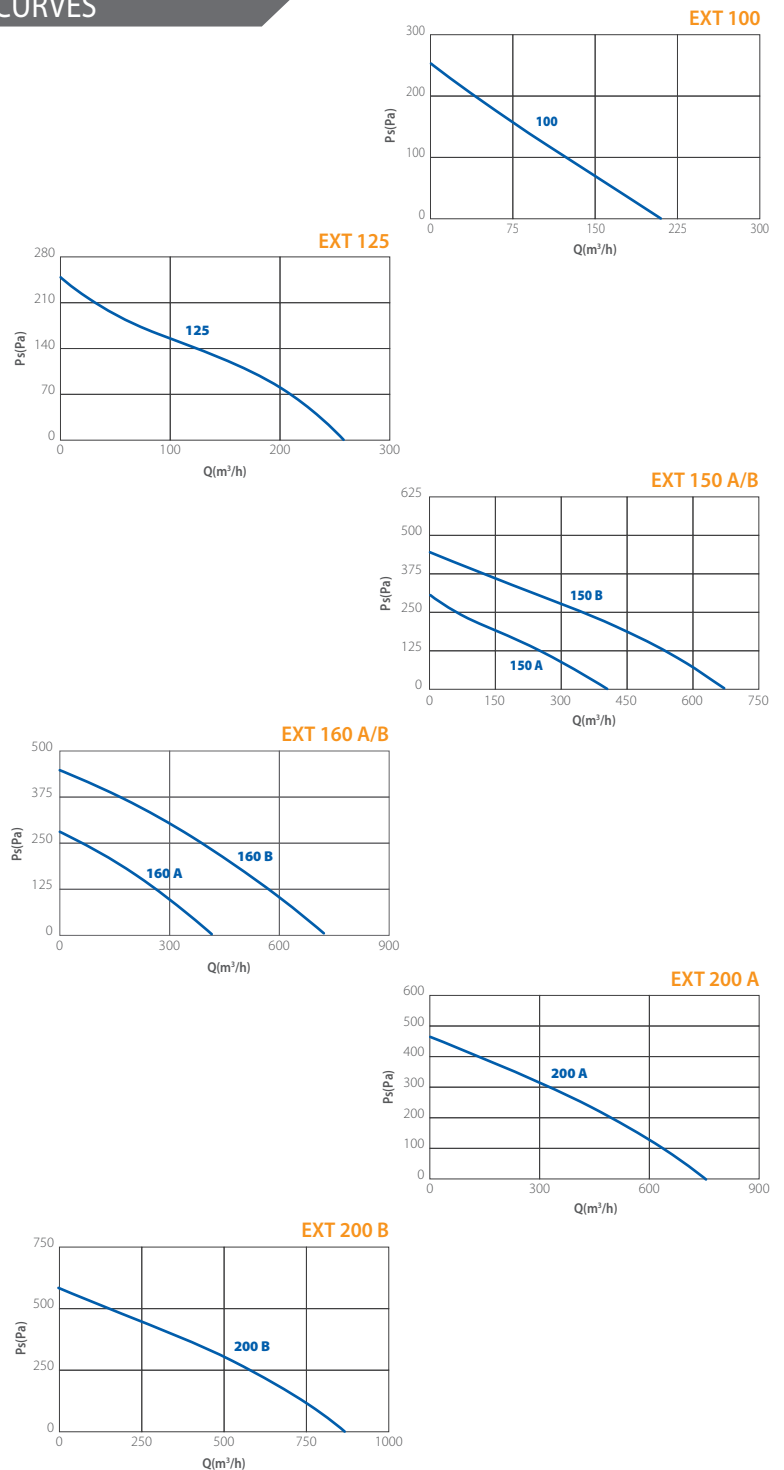 CURVES
EXT 100
300
200
100
0
Ps(Pa)
100
0 75 150 225 300
Q(m³/h)
EXT 125
280
210
140
70
0
Ps(Pa)
125
0 100 200 300
Q(m³/h)
EXT 150 A/B
625
500
375
250
125
0
Ps(Pa)
150 B
150 A
0 150 300 450 600 750
Q(m³/h)
EXT 160 A/B
500
375
250
125
0
Ps(Pa)
160 B
160 A
0 300 600 900
Q(m³/h)
EXT 200 A
600
500
400
300
200
100
0
Ps(Pa)
200 A
0 300 600 900
Q(m³/h)
EXT 200 B
750
500
250
0
Ps(Pa)
200 B
0 250 500 750 1000
Q(m³/h)